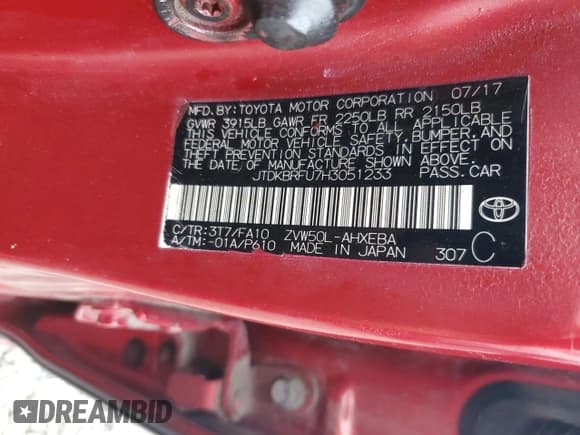 MFD. BY: TOYOTA MOTOR CORPORATION 07/17
GVWR 3915LB GAWR FR 2250LB RR 2150LB
THIS VEHICLE CONFORMS TO ALL APPLICABLE
FEDERAL MOTOR VEHICLE SAFETY, BUMPER, AND
THEFT PREVENTION STANDARDS IN EFFECT ON
THE DATE OF MANUFACTURE SHOWN ABOVE.
JTDKBRFU7H3051233 PASS. CAR
C/TR: 3T7/FA10 ZVW50L-AHXEBA
A/TM: -01A/P610 MADE IN JAPAN 307 C
DREAMBID